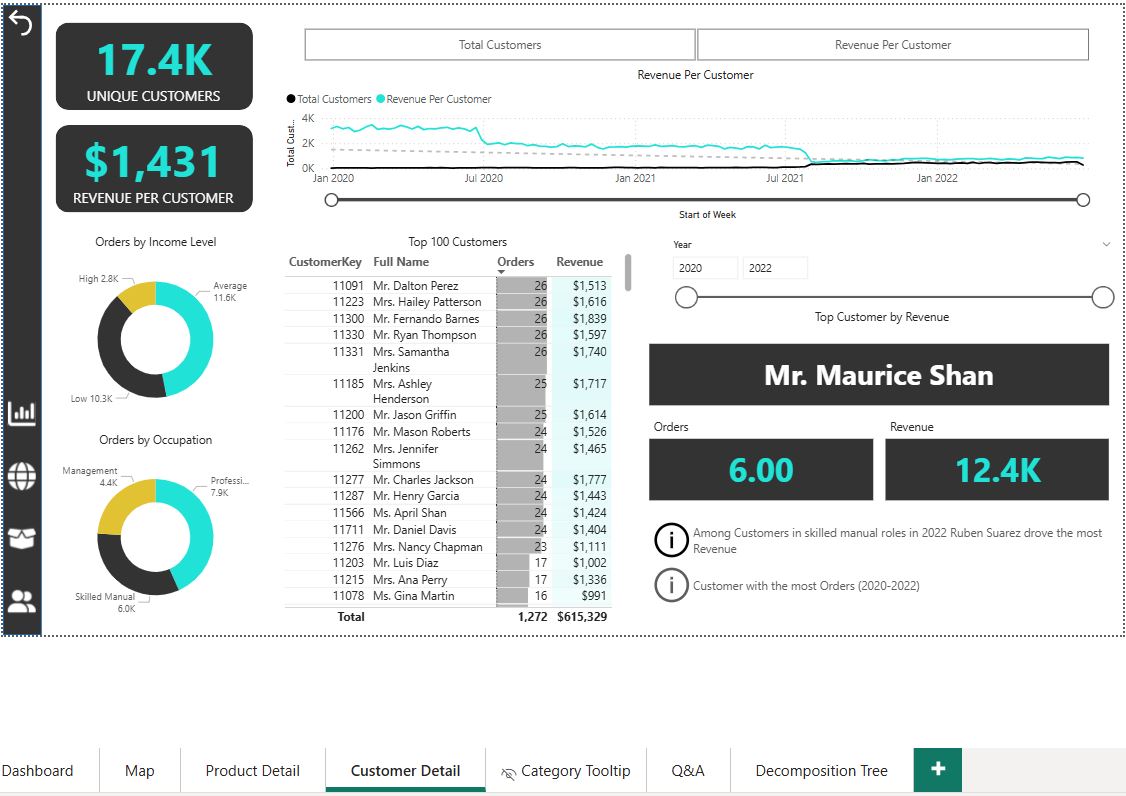 17.4K
UNIQUE CUSTOMERS
$1,431
REVENUE PER CUSTOMER
Total Customers
Revenue Per Customer
Revenue Per Customer
Total Customers Revenue Per Customer
Total Cust...
4K
2K
0K
Jan 2020 Jul 2020 Jan 2021 Jul 2021 Jan 2022
Start of Week
Orders by Income Level
High 2.8K
Average
11.6K
Low 10.3K
Orders by Occupation
Management
4.4K
Professi...
7.9K
Skilled Manual
6.0K
Top 100 Customers
CustomerKey Full Name Orders Revenue
11091 Mr. Dalton Perez 26 $1,513
11223 Mrs. Hailey Patterson 26 $1,616
11300 Mr. Fernando Barnes 26 $1,839
11330 Mr. Ryan Thompson 26 $1,597
11331 Mrs. Samantha 26 $1,740
Jenkins
11185 Mrs. Ashley 25 $1,717
Henderson
11200 Mr. Jason Griffin 25 $1,614
11176 Mr. Mason Roberts 24 $1,526
11262 Mrs. Jennifer 24 $1,465
Simmons
11277 Mr. Charles Jackson 24 $1,777
11287 Mr. Henry Garcia 24 $1,443
11566 Ms. April Shan 24 $1,424
11711 Mr. Daniel Davis 24 $1,404
11276 Mrs. Nancy Chapman 23 $1,111
11203 Mr. Luis Diaz 17 $1,002
11215 Mrs. Ana Perry 17 $1,336
11078 Ms. Gina Martin 16 $991
Total 1,272 $615,329
Year
2020 2022
Top Customer by Revenue
Mr. Maurice Shan
Orders
6.00
Revenue
12.4K
Among Customers in skilled manual roles in 2022 Ruben Suarez drove the most
Revenue
Customer with the most Orders (2020-2022)
Dashboard Map Product Detail Customer Detail Category Tooltip Q&A Decomposition Tree +